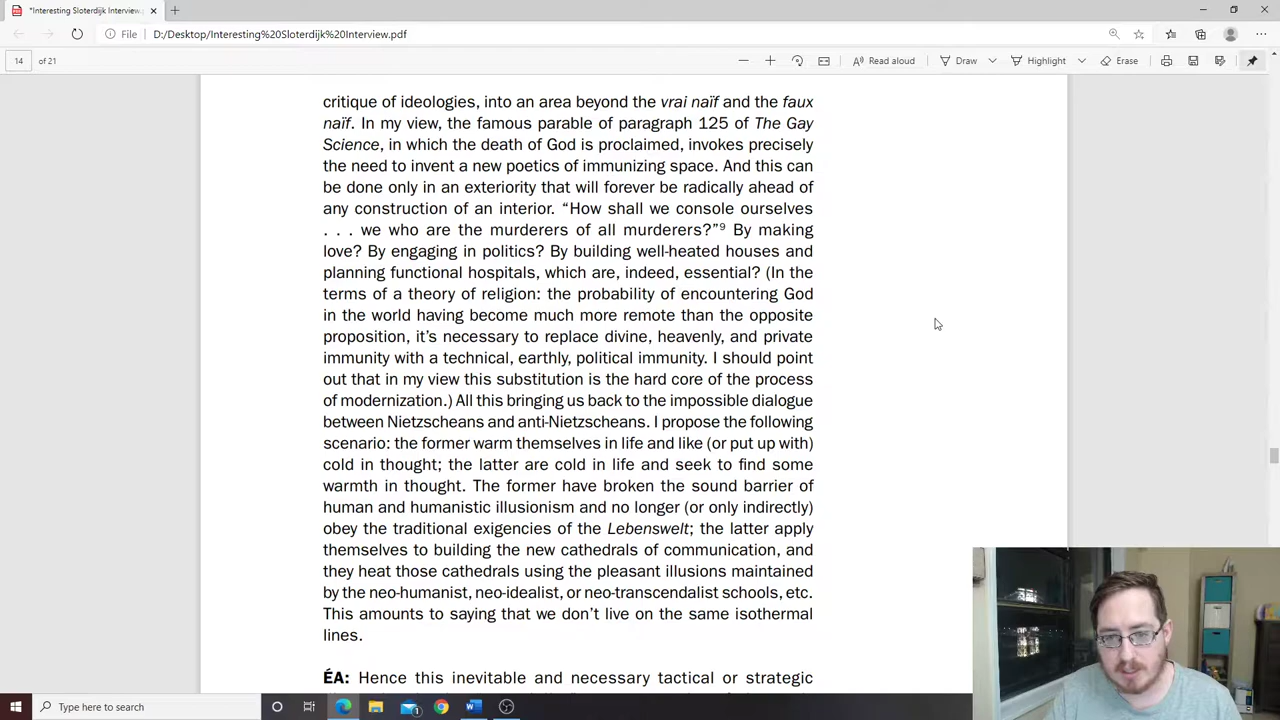 *Interesting Sloterdijk Interview.
File D:/Desktop/Interesting%20Sloterdijk%20Interview.pdf
14 of 21 Read aloud Draw Highlight Erase
critique of ideologies, into an area beyond the vrai naïf and the faux
naïf. In my view, the famous parable of paragraph 125 of The Gay
Science, in which the death of God is proclaimed, invokes precisely
the need to invent a new poetics of immunizing space. And this can
be done only in an exteriority that will forever be radically ahead of
any construction of an interior. “How shall we console ourselves
. . . we who are the murderers of all murderers?”⁹ By making
love? By engaging in politics? By building well-heated houses and
planning functional hospitals, which are, indeed, essential? (In the
terms of a theory of religion: the probability of encountering God
in the world having become much more remote than the opposite
proposition, it’s necessary to replace divine, heavenly, and private
immunity with a technical, earthly, political immunity. I should point
out that in my view this substitution is the hard core of the process
of modernization.) All this bringing us back to the impossible dialogue
between Nietzscheans and anti-Nietzscheans. I propose the following
scenario: the former warm themselves in life and like (or put up with)
cold in thought; the latter are cold in life and seek to find some
warmth in thought. The former have broken the sound barrier of
human and humanistic illusionism and no longer (or only indirectly)
obey the traditional exigencies of the Lebenswelt; the latter apply
themselves to building the new cathedrals of communication, and
they heat those cathedrals using the pleasant illusions maintained
by the neo-humanist, neo-idealist, or neo-transcendalist schools, etc.
This amounts to saying that we don’t live on the same isothermal
lines.
ÉA: Hence this inevitable and necessary tactical or strategic
Type here to search